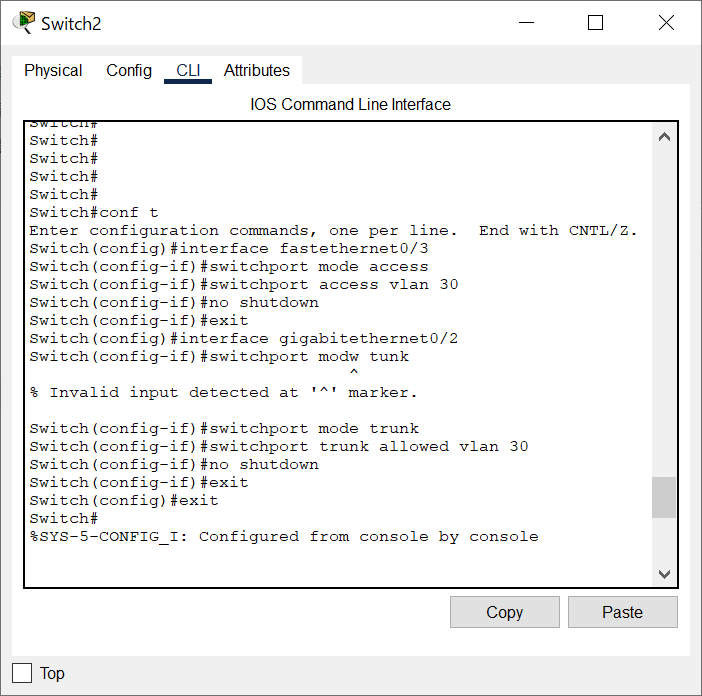 Switch2
Physical Config CLI Attributes
IOS Command Line Interface
Switch#
Switch#
Switch#
Switch#
Switch#
Switch#conf t
Enter configuration commands, one per line.  End with CNTL/Z.
Switch(config)#interface fastethernet0/3
Switch(config-if)#switchport mode access
Switch(config-if)#switchport access vlan 30
Switch(config-if)#no shutdown
Switch(config-if)#exit
Switch(config)#interface gigabitethernet0/2
Switch(config-if)#switchport modw tunk
^
% Invalid input detected at '^' marker.
Switch(config-if)#switchport mode trunk
Switch(config-if)#switchport trunk allowed vlan 30
Switch(config-if)#no shutdown
Switch(config-if)#exit
Switch(config)#exit
Switch#
%SYS-5-CONFIG_I: Configured from console by console
Copy Paste
Top